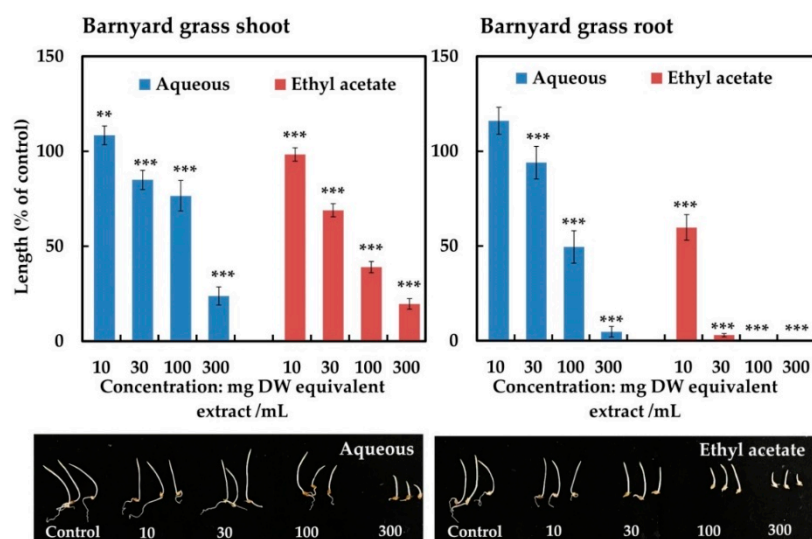 Barnyard grass shoot
150
100
50
0
Length (% of control)
Aqueous
Ethyl acetate
**
***
***
***
***
***
***
***
10 30 100 300 10 30 100 300
Concentration: mg DW equivalent
extract /mL
Barnyard grass root
150
100
50
0
Aqueous
Ethyl acetate
***
***
***
***
***
***
***
10 30 100 300 10 30 100 300
Concentration: mg DW equivalent
extract /mL
Aqueous
Control 10 30 100 300
Ethyl acetate
Control 10 30 100 300